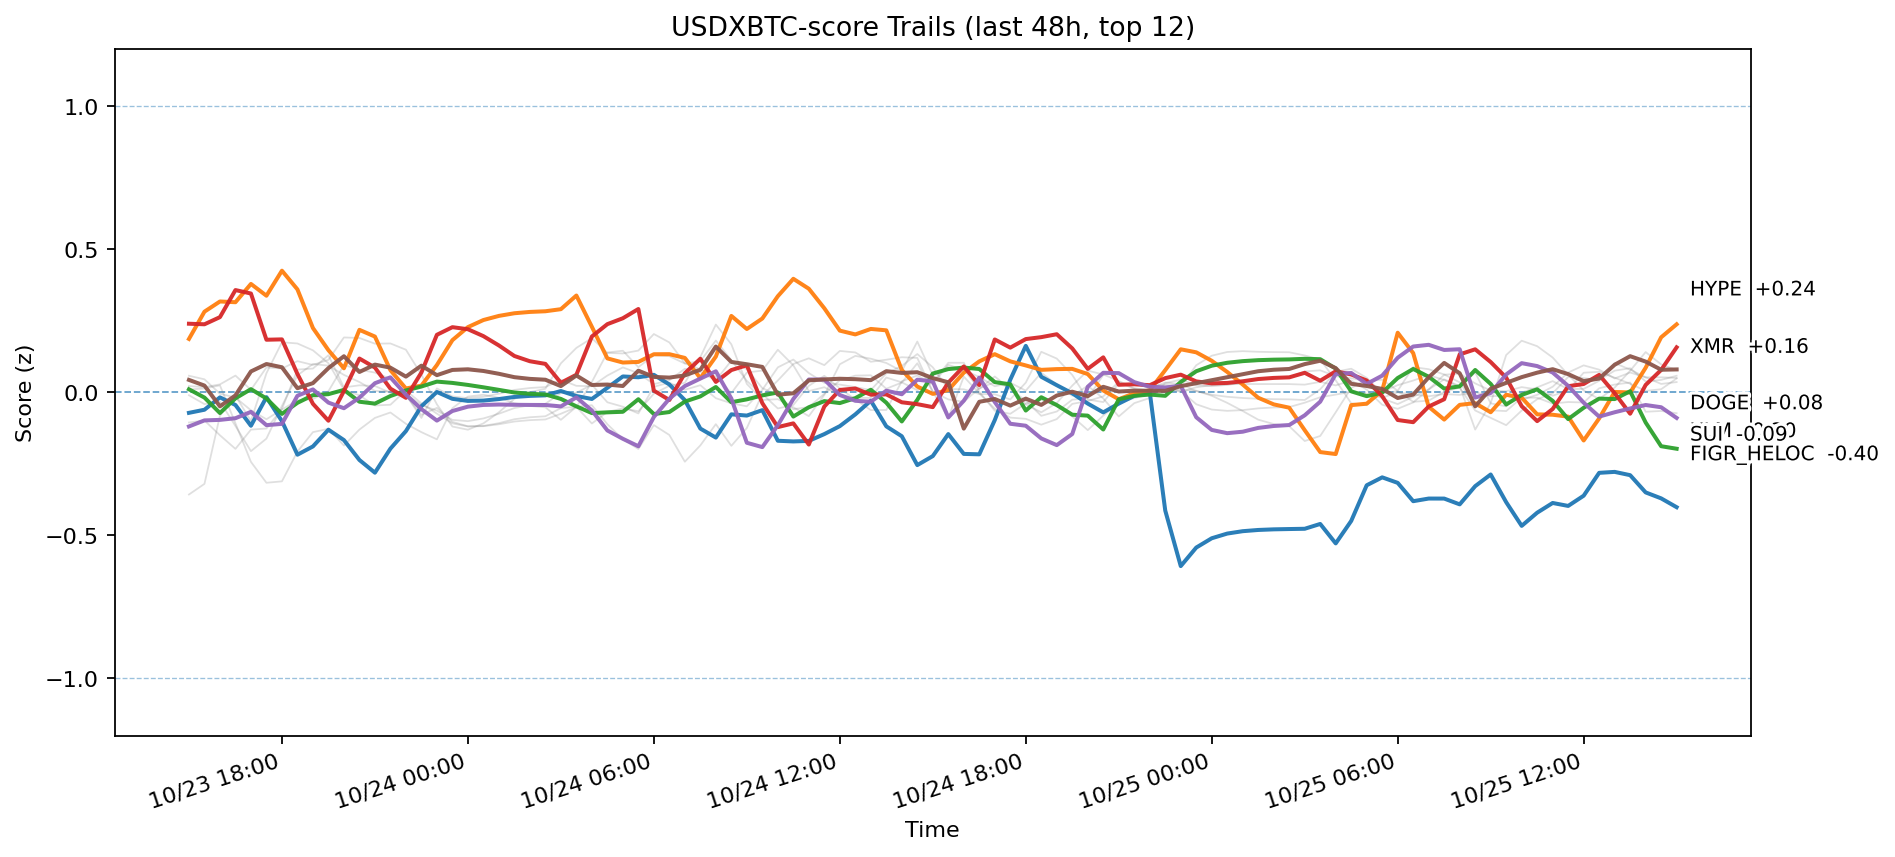 USDXBTC-score Trails (last 48h, top 12)
Score (z)
1.0
0.5
0.0
−0.5
−1.0
HYPE +0.24
XMR +0.16
DOGE +0.08
SUI -0.09
FIGR_HELOC -0.40
10/23 18:00
10/24 00:00
10/24 06:00
10/24 12:00
10/24 18:00
10/25 00:00
10/25 06:00
10/25 12:00
Time